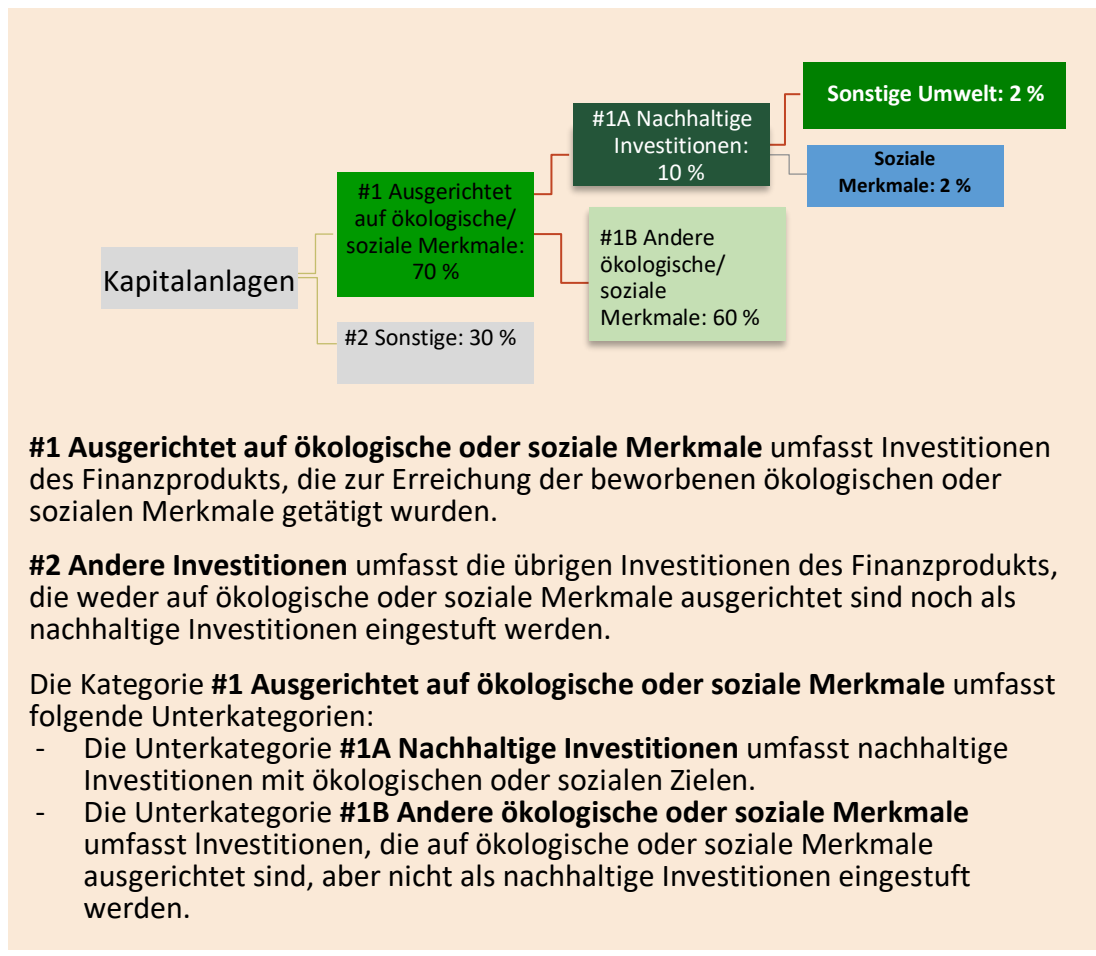 Sonstige Umwelt: 2 %
#1A Nachhaltige
Investitionen:
10 %
Soziale
Merkmale: 2 %
#1 Ausgerichtet
auf ökologische/
soziale Merkmale:
70 %
#1B Andere
ökologische/
soziale
Merkmale: 60 %
Kapitalanlagen
#2 Sonstige: 30 %
#1 Ausgerichtet auf ökologische oder soziale Merkmale umfasst Investitionen
des Finanzprodukts, die zur Erreichung der beworbenen ökologischen oder
sozialen Merkmale getätigt wurden.
#2 Andere Investitionen umfasst die übrigen Investitionen des Finanzprodukts,
die weder auf ökologische oder soziale Merkmale ausgerichtet sind noch als
nachhaltige Investitionen eingestuft werden.
Die Kategorie #1 Ausgerichtet auf ökologische oder soziale Merkmale umfasst
folgende Unterkategorien:
- Die Unterkategorie #1A Nachhaltige Investitionen umfasst nachhaltige
Investitionen mit ökologischen oder sozialen Zielen.
- Die Unterkategorie #1B Andere ökologische oder soziale Merkmale
umfasst Investitionen, die auf ökologische oder soziale Merkmale
ausgerichtet sind, aber nicht als nachhaltige Investitionen eingestuft
werden.